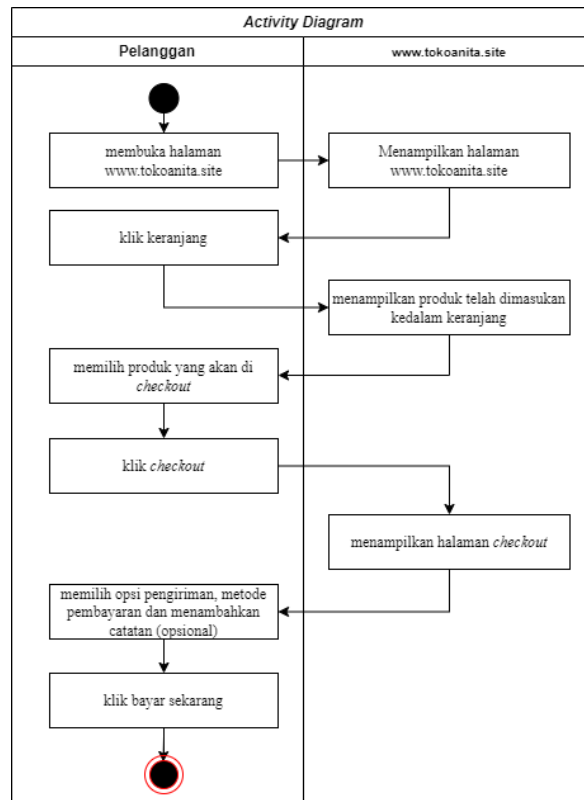 Activity Diagram
Pelanggan
www.tokoanita.site
membuka halaman
www.tokoanita.site
Menampilkan halaman
www.tokoanita.site
klik keranjang
menampilkan produk telah dimasukan
kedalam keranjang
memilih produk yang akan di
checkout
klik checkout
menampilkan halaman checkout
memilih opsi pengiriman, metode
pembayaran dan menambahkan
catatan (opsional)
klik bayar sekarang